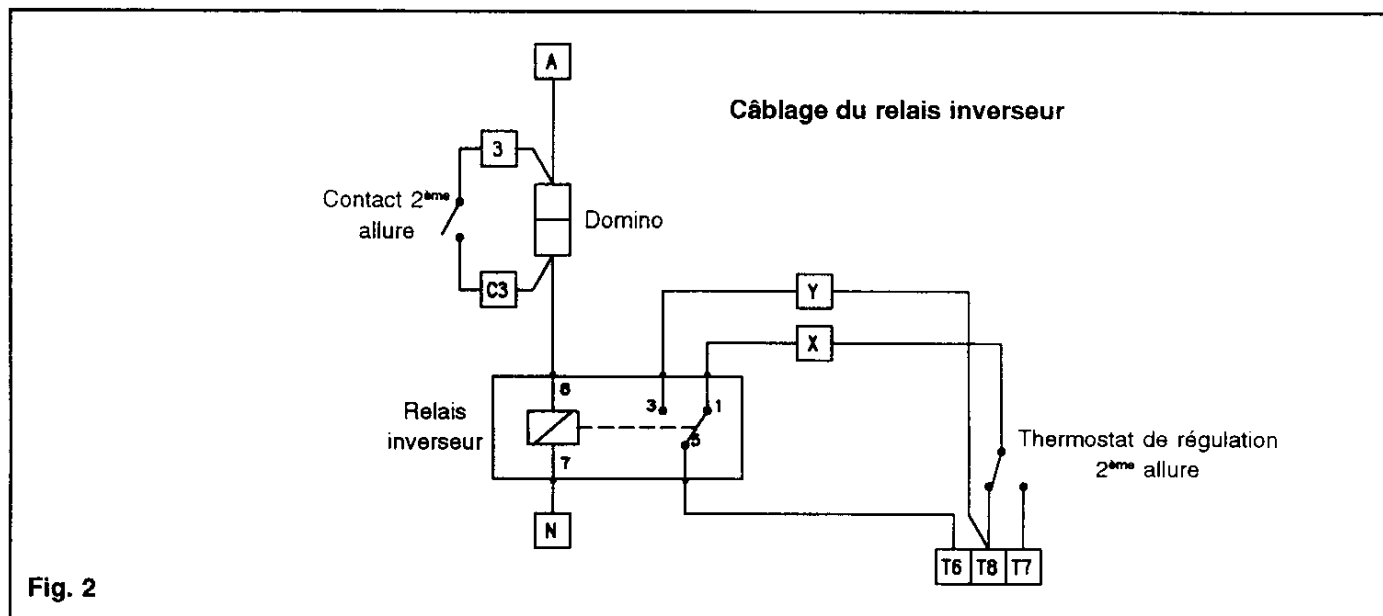 A
Câblage du relais inverseur
3
Contact 2ème
allure
Domino
C3
Y
X
6
3
1
Relais
inverseur
5
7
Thermostat de régulation
2ème allure
N
T6 T8 T7
Fig. 2